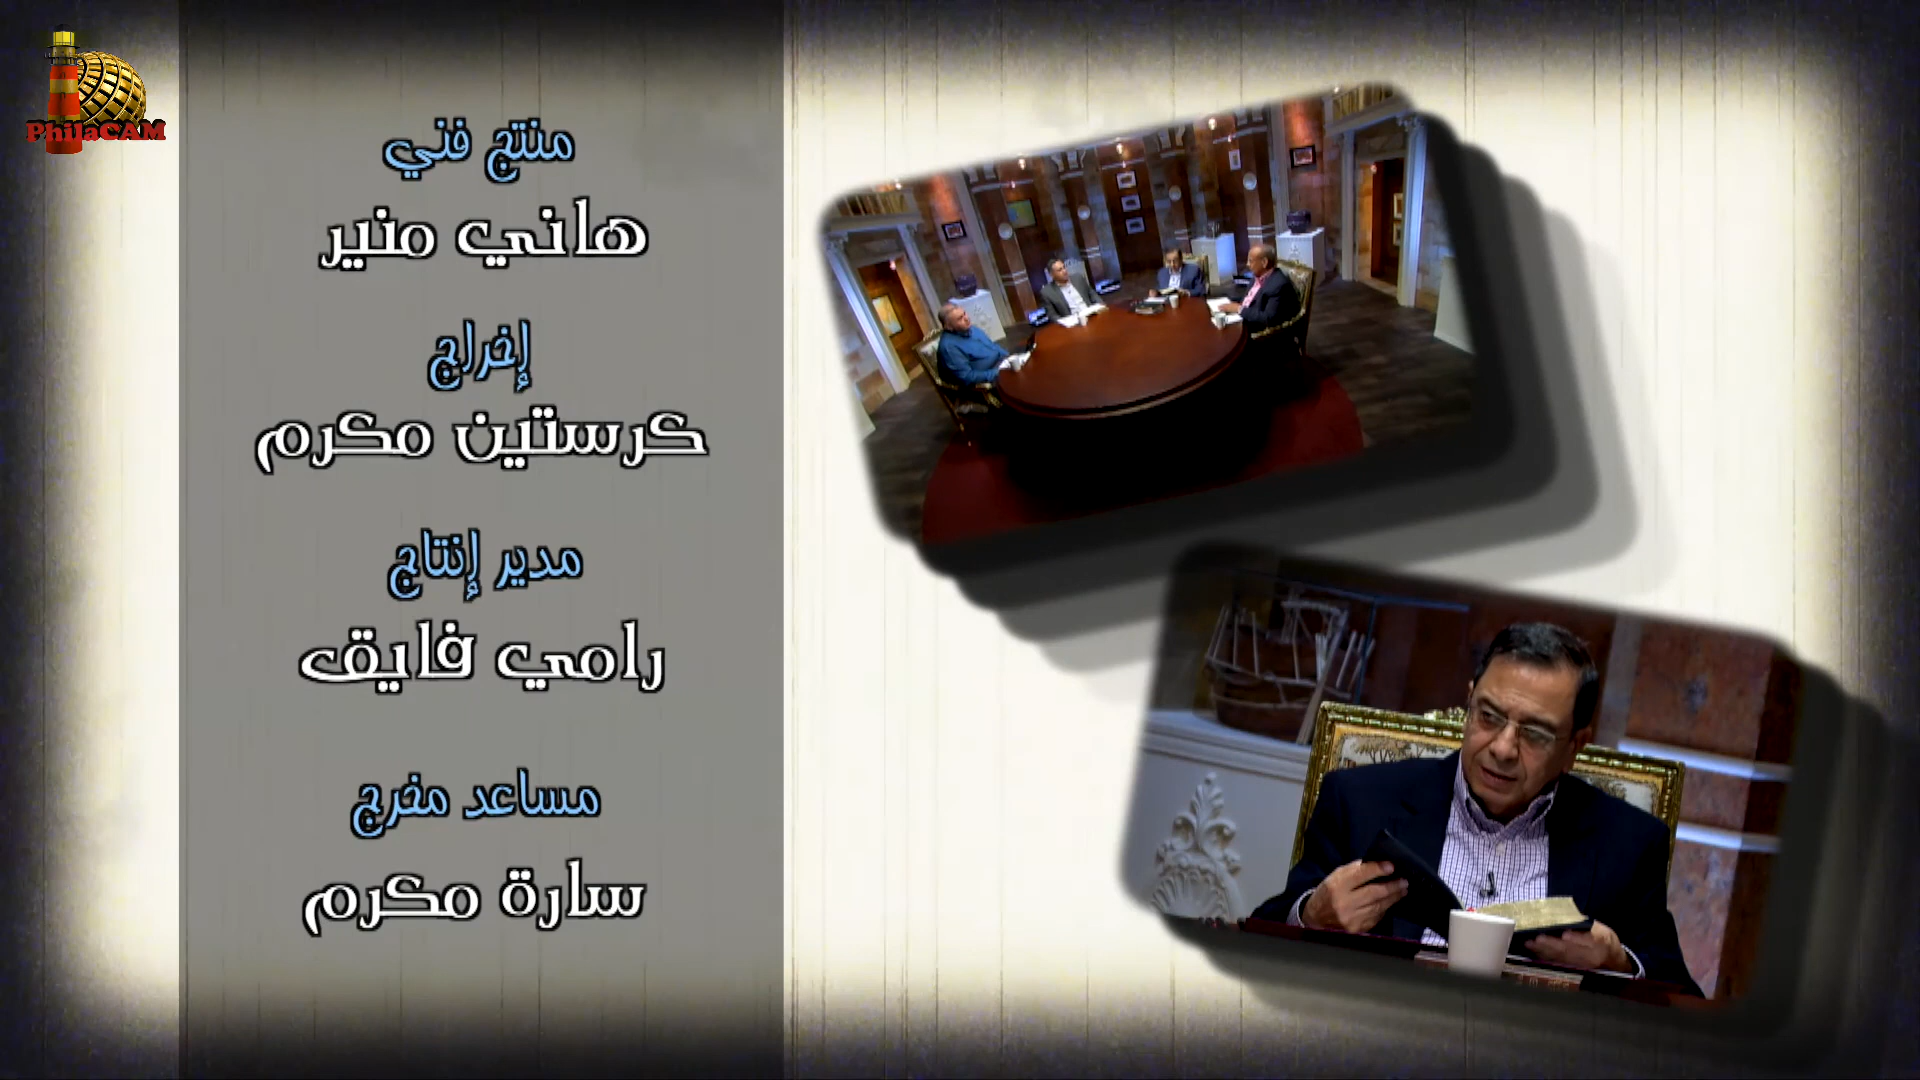 PhilaCAM
منتج فني
هاني منير
إخراج
كرستين مكرم
مدير إنتاج
رامي فايق
مساعد مخرج
سارة مكرم